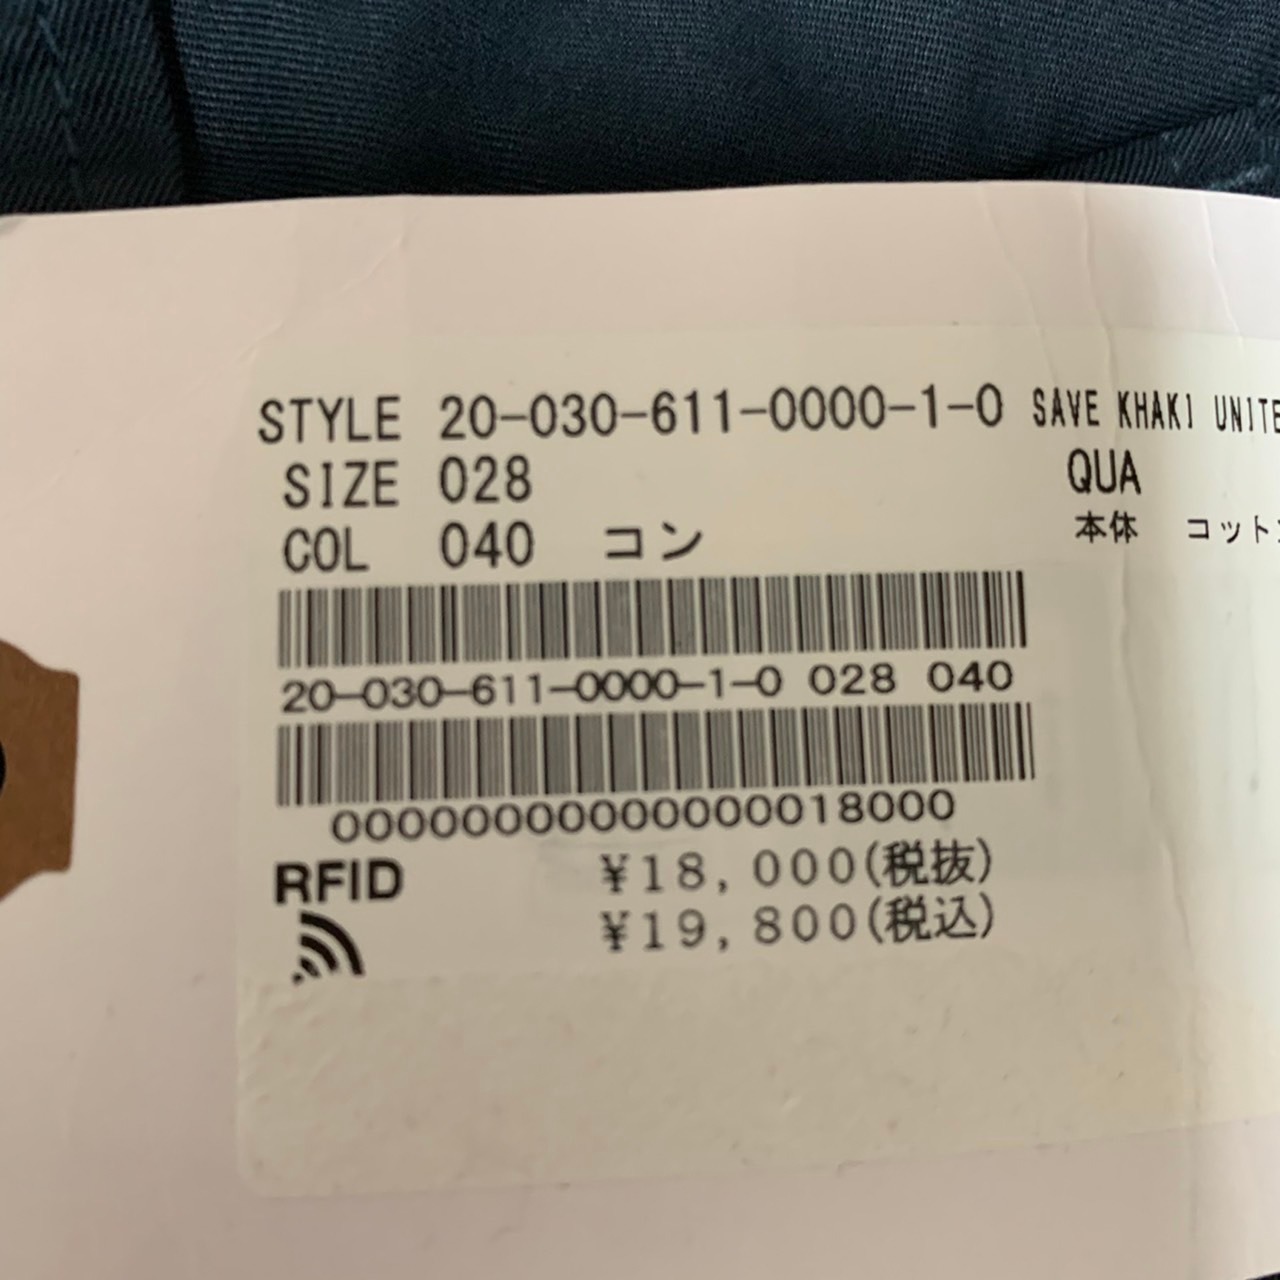 STYLE 20-030-611-0000-1-0 SAVE KHAKI UNITE
SIZE 028 QUA
COL 040 コン 本体 コット
20-030-611-0000-1-0 028 040
000000000000000018000
RFID ¥18,000(税抜)
¥19,800(税込)